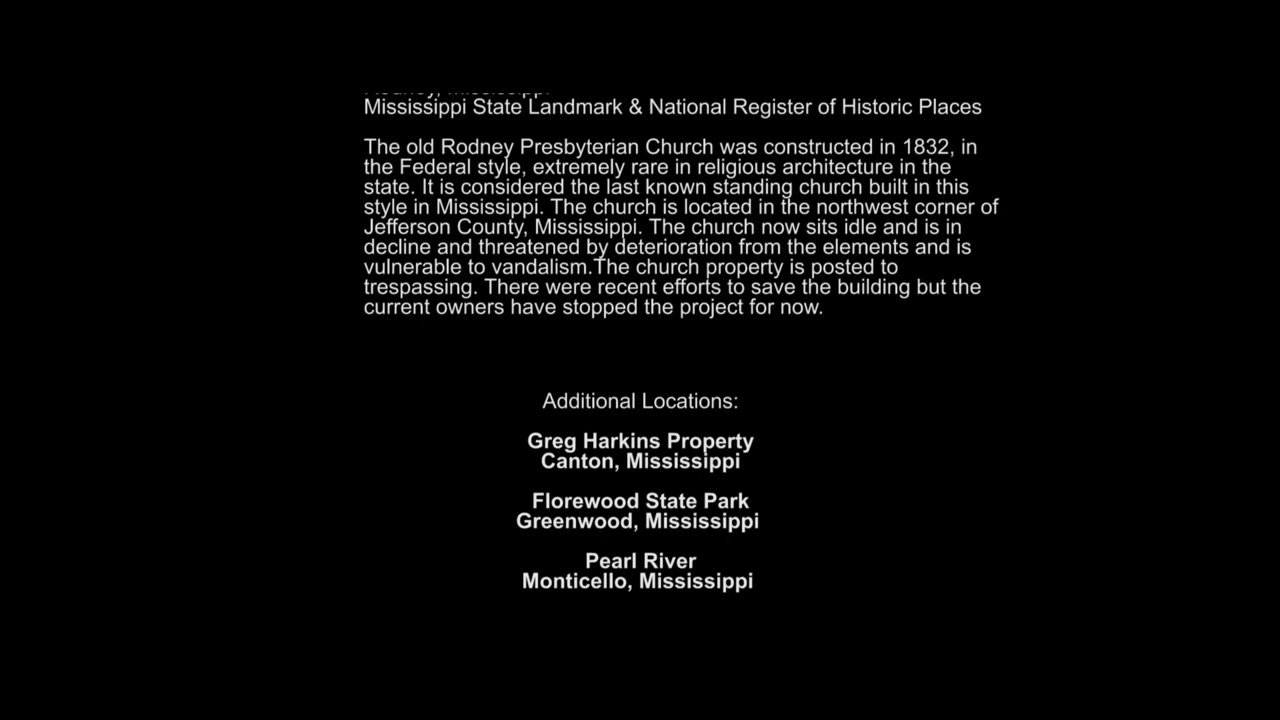 Rodney, Mississippi
Mississippi State Landmark & National Register of Historic Places
The old Rodney Presbyterian Church was constructed in 1832, in
the Federal style, extremely rare in religious architecture in the
state. It is considered the last known standing church built in this
style in Mississippi. The church is located in the northwest corner of
Jefferson County, Mississippi. The church now sits idle and is in
decline and threatened by deterioration from the elements and is
vulnerable to vandalism.The church property is posted to
trespassing. There were recent efforts to save the building but the
current owners have stopped the project for now.
Additional Locations:
Greg Harkins Property
Canton, Mississippi
Florewood State Park
Greenwood, Mississippi
Pearl River
Monticello, Mississippi